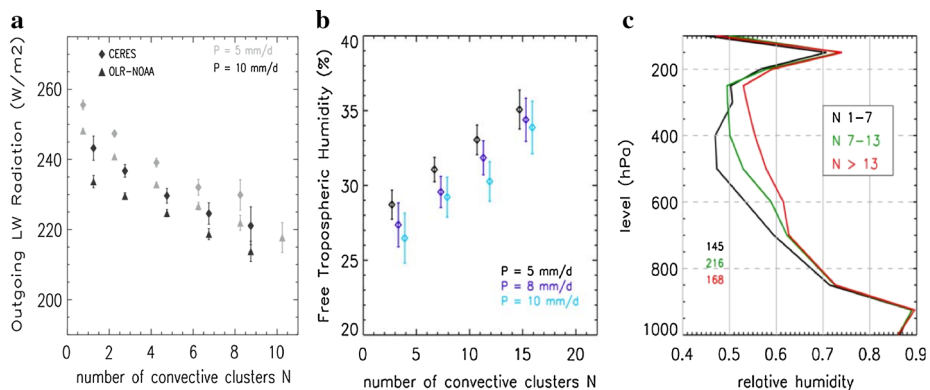 a
Outgoing LW Radiation (W/m2)
260
240
220
200
CERES
OLR-NOAA
P = 5 mm/d
P = 10 mm/d
0 2 4 6 8 10
number of convective clusters N
b
Free Tropospheric Humidity (%)
40
35
30
25
20
P = 5 mm/d
P = 8 mm/d
P = 10 mm/d
0 5 10 15 20
number of convective clusters N
c
level (hPa)
200
400
600
800
1000
N 1-7
N 7-13
N > 13
145
216
168
0.4 0.5 0.6 0.7 0.8 0.9
relative humidity